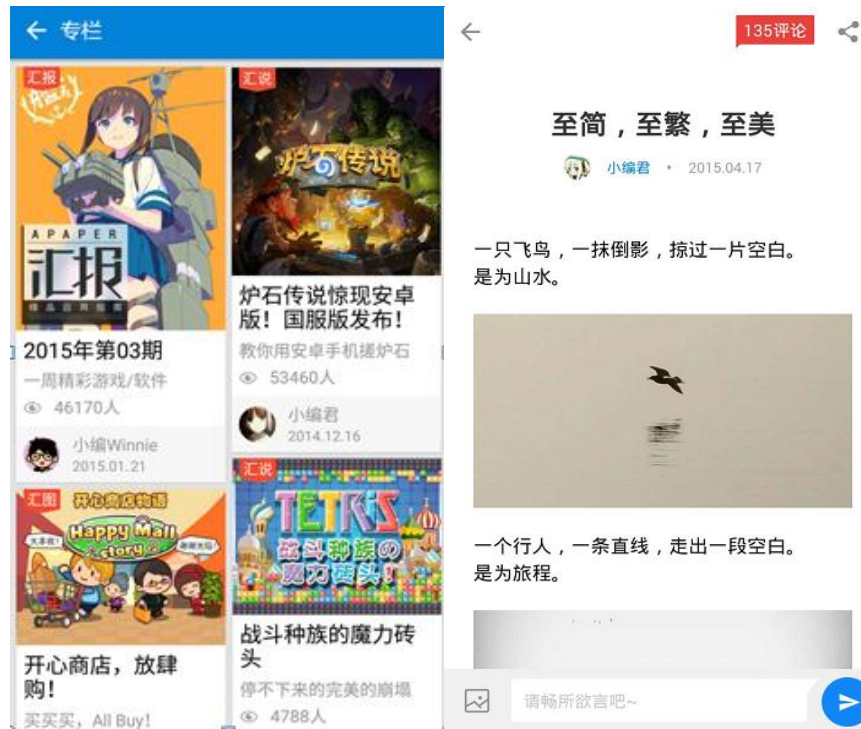 专栏
汇报
APAPER
汇报
2015年第03期
一周精彩游戏/软件
46170人
小编Winnie
2015.01.21
汇图
开心商店物语
Happy Mall
Story
开心商店，放肆
购！
买买买，All Buy!
汇说
炉石传说
炉石传说惊现安卓
版！国服版发布！
教你用安卓手机搓炉石
53460人
小编君
2014.12.16
汇说
TETRIS
战斗种族の
魔力砖头！
战斗种族的魔力砖
头
停不下来的完美的崩塌
4788人
135评论
至简，至繁，至美
小编君 • 2015.04.17
一只飞鸟，一抹倒影，掠过一片空白。
是为山水。
一个行人，一条直线，走出一段空白。
是为旅程。
请畅所欲言吧~